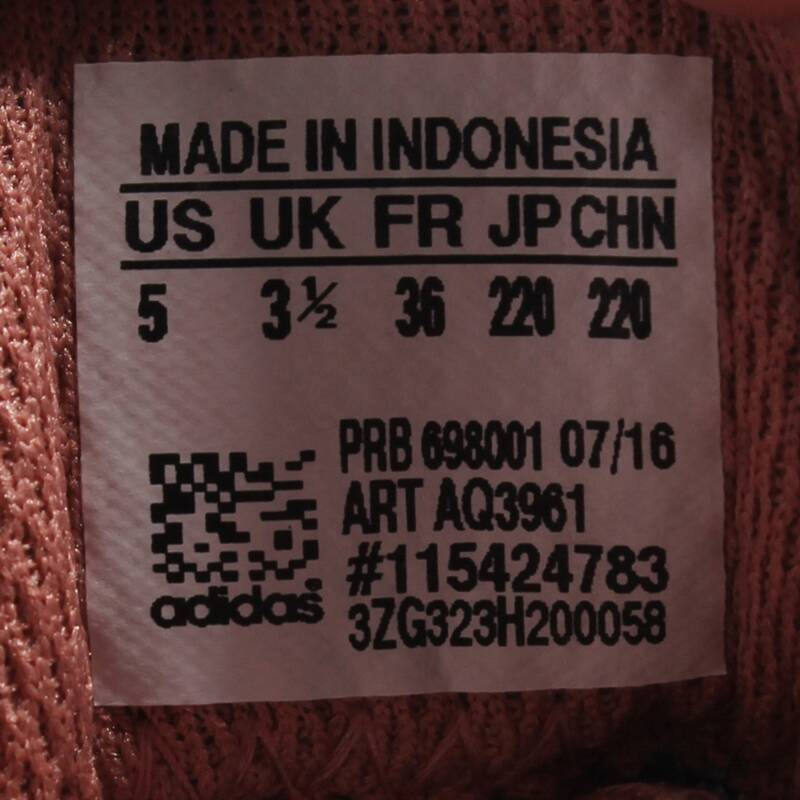 MADE IN INDONESIA
US UK FR JP CHN
5 3½ 36 220 220
PRB 698001 07/16
ART AQ3961
#115424783
adidas® 3ZG323H200058